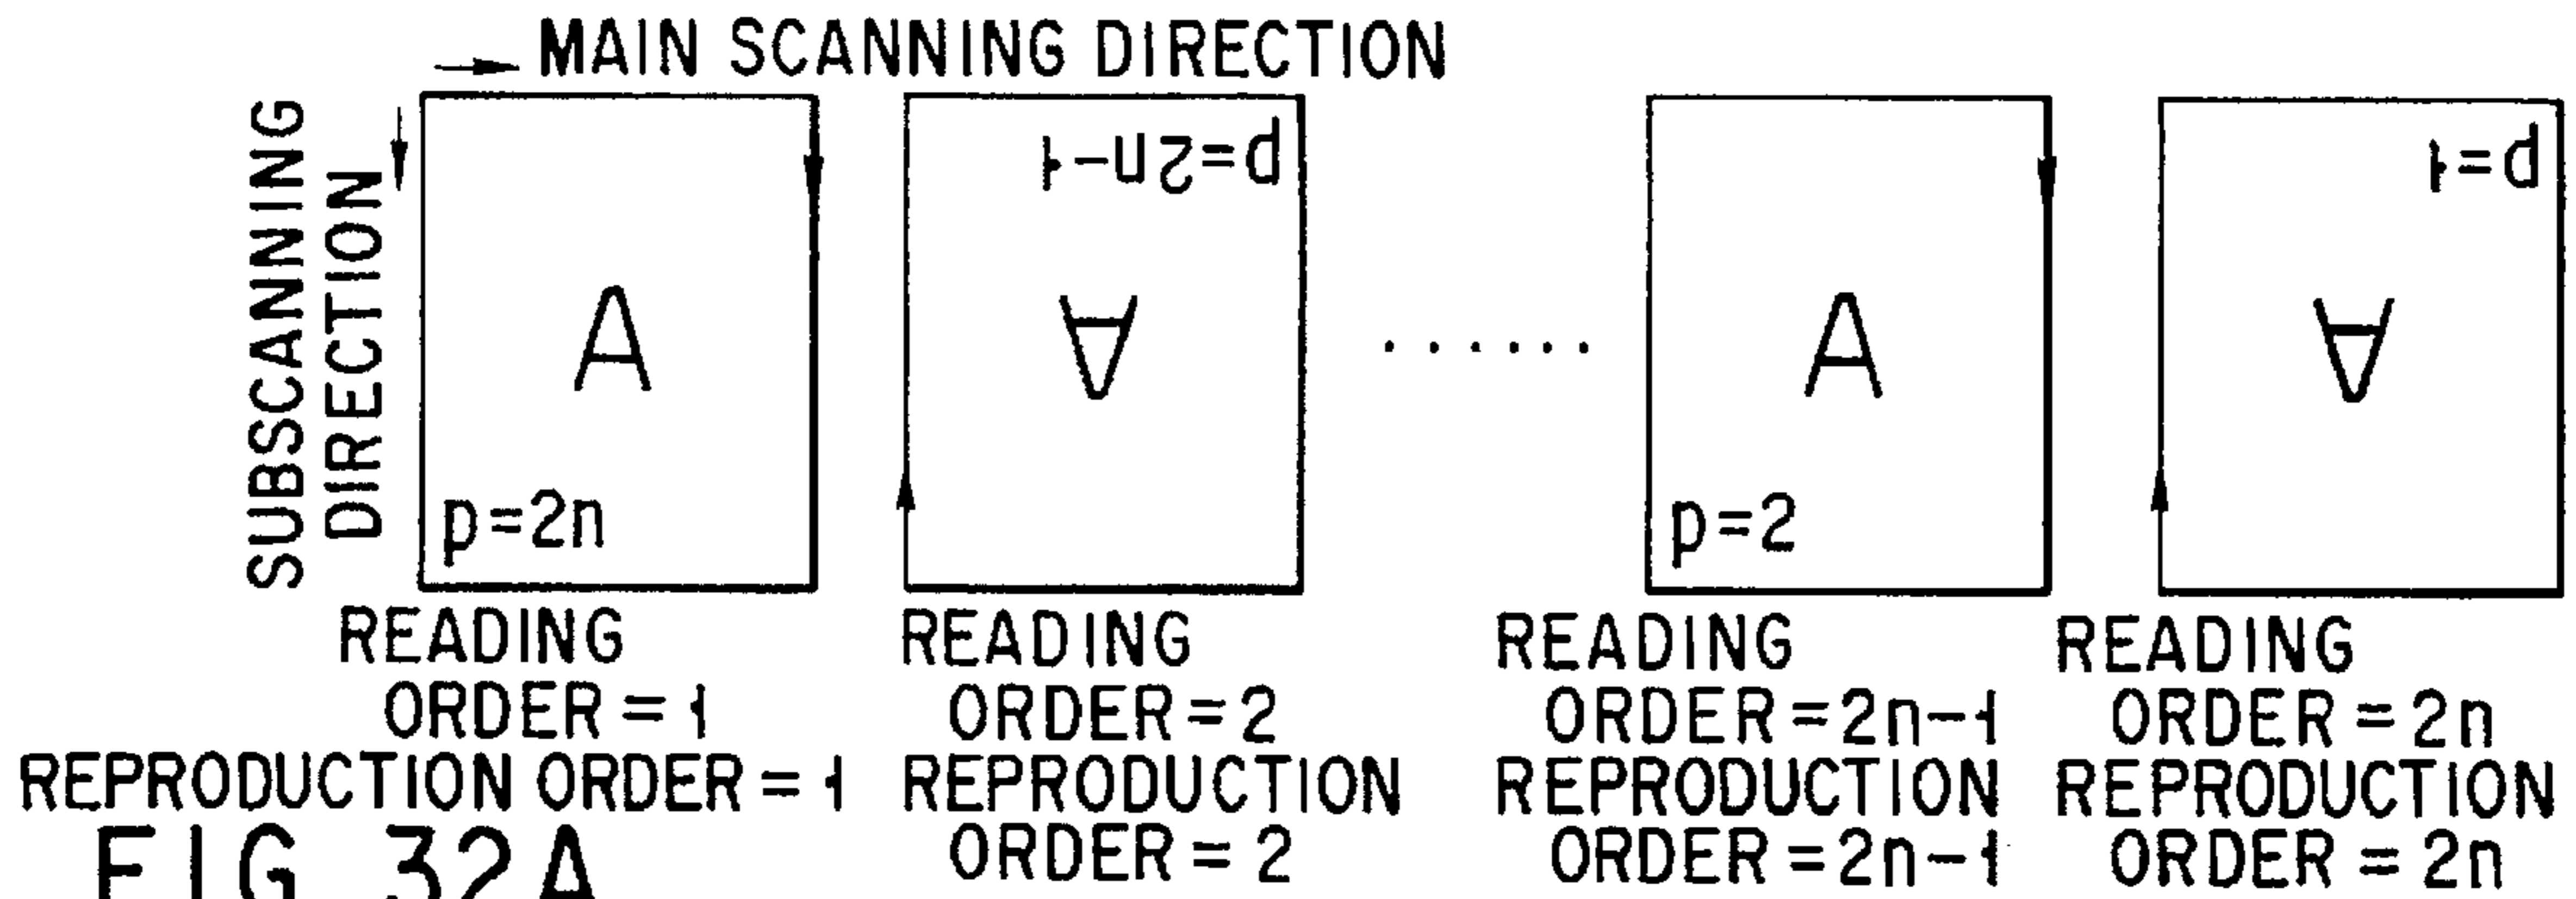 MAIN SCANNING DIRECTION
SUBSCANNING
DIRECTION
A
p=2n
p=2n-1
A
......
A
p=2
p=1
A
READING
ORDER = 1
REPRODUCTION ORDER = 1
READING
ORDER = 2
REPRODUCTION
ORDER = 2
READING
ORDER = 2n-1
REPRODUCTION
ORDER = 2n-1
READING
ORDER = 2n
REPRODUCTION
ORDER = 2n
FIG. 32A